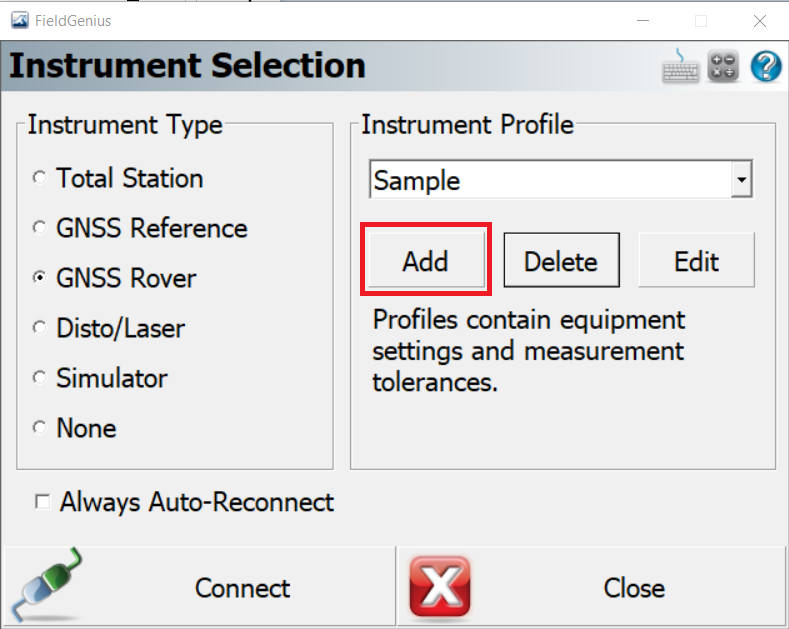 FieldGenius
Instrument Selection
Instrument Type
Total Station
GNSS Reference
GNSS Rover
Disto/Laser
Simulator
None
Instrument Profile
Sample
Add
Delete
Edit
Profiles contain equipment
settings and measurement
tolerances.
Always Auto-Reconnect
Connect
Close